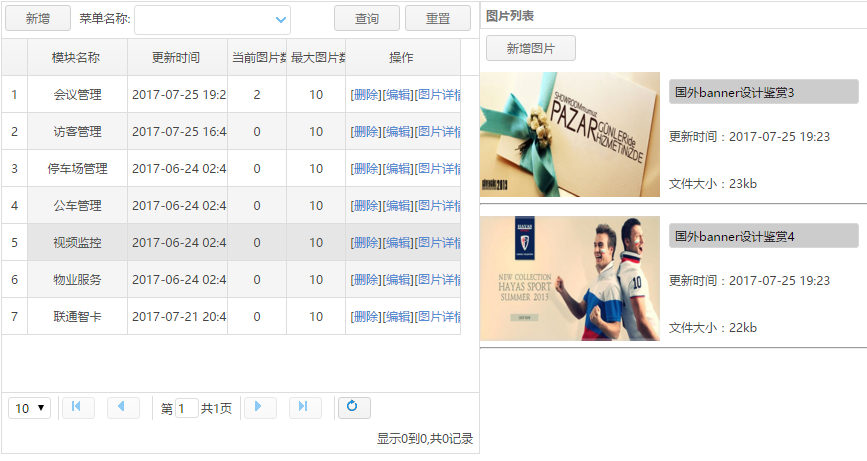 新增 菜单名称: 查询 重置
模块名称 更新时间 当前图片数 最大图片数 操作
1 会议管理 2017-07-25 19:2 2 10 [删除][编辑][图片详情
2 访客管理 2017-07-25 16:4 0 10 [删除][编辑][图片详情
3 停车场管理 2017-06-24 02:4 0 10 [删除][编辑][图片详情
4 公车管理 2017-06-24 02:4 0 10 [删除][编辑][图片详情
5 视频监控 2017-06-24 02:4 0 10 [删除][编辑][图片详情
6 物业服务 2017-06-24 02:4 0 10 [删除][编辑][图片详情
7 联通智卡 2017-07-21 20:4 0 10 [删除][编辑][图片详情
10 第 1 共1页
显示0到0,共0记录
图片列表
新增图片
SHOWROOMmumuz
PAZAR GÜNLERİde
HİZMETİNİZDE
国外banner设计鉴赏3
更新时间：2017-07-25 19:23
文件大小：23kb
HAYAS
NEW COLLECTION
HAYAS SPORT
SUMMER 2013
10
国外banner设计鉴赏4
更新时间：2017-07-25 19:23
文件大小：22kb